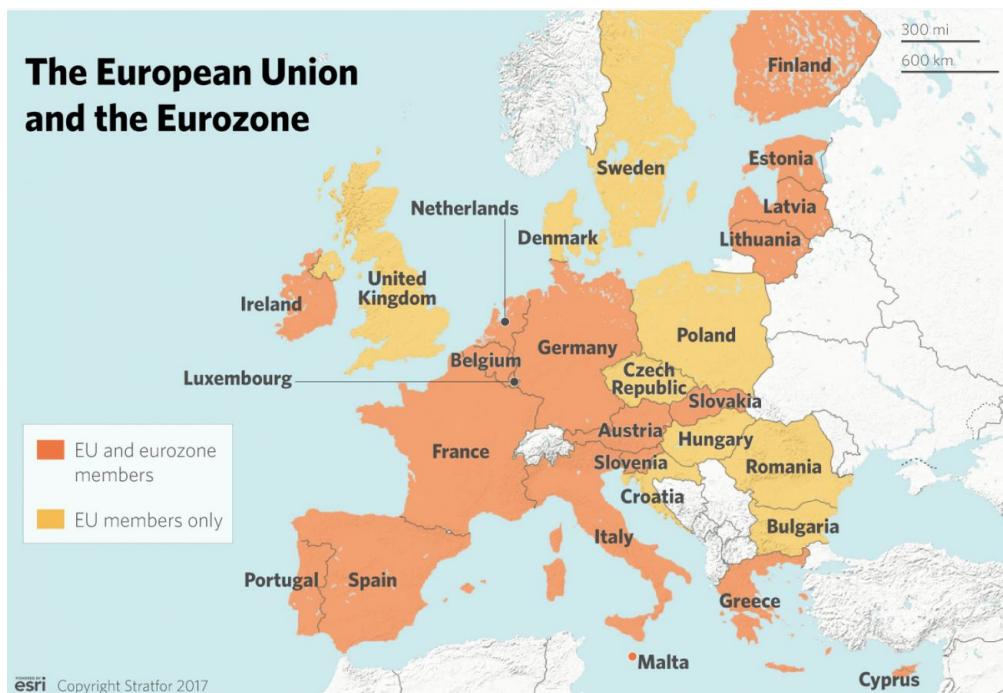 The European Union
and the Eurozone
300 mi
600 km
Finland
Estonia
Sweden
Latvia
Netherlands
Denmark
Lithuania
United
Kingdom
Ireland
Poland
Germany
Belgium
Czech
Republic
Luxembourg
Slovakia
Austria
Hungary
France
EU and eurozone
members
Slovenia
Romania
Croatia
EU members only
Bulgaria
Italy
Portugal
Spain
Greece
Malta
Cyprus
POWERED BY
esri
Copyright Stratfor 2017